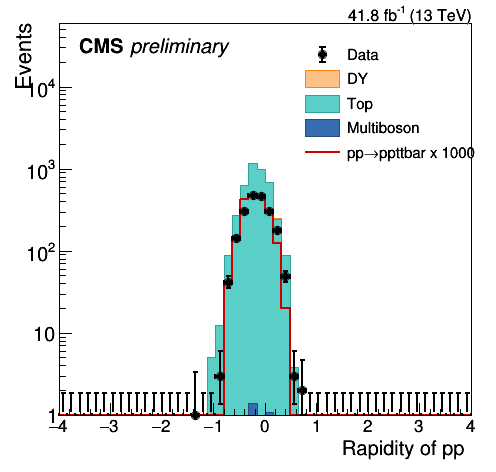 41.8 fb⁻¹ (13 TeV)
Events
CMS preliminary
Data
DY
Top
Multiboson
pp→ppttbar x 1000
10⁴
10³
10²
10
1
−4 −3 −2 −1 0 1 2 3 4
Rapidity of pp